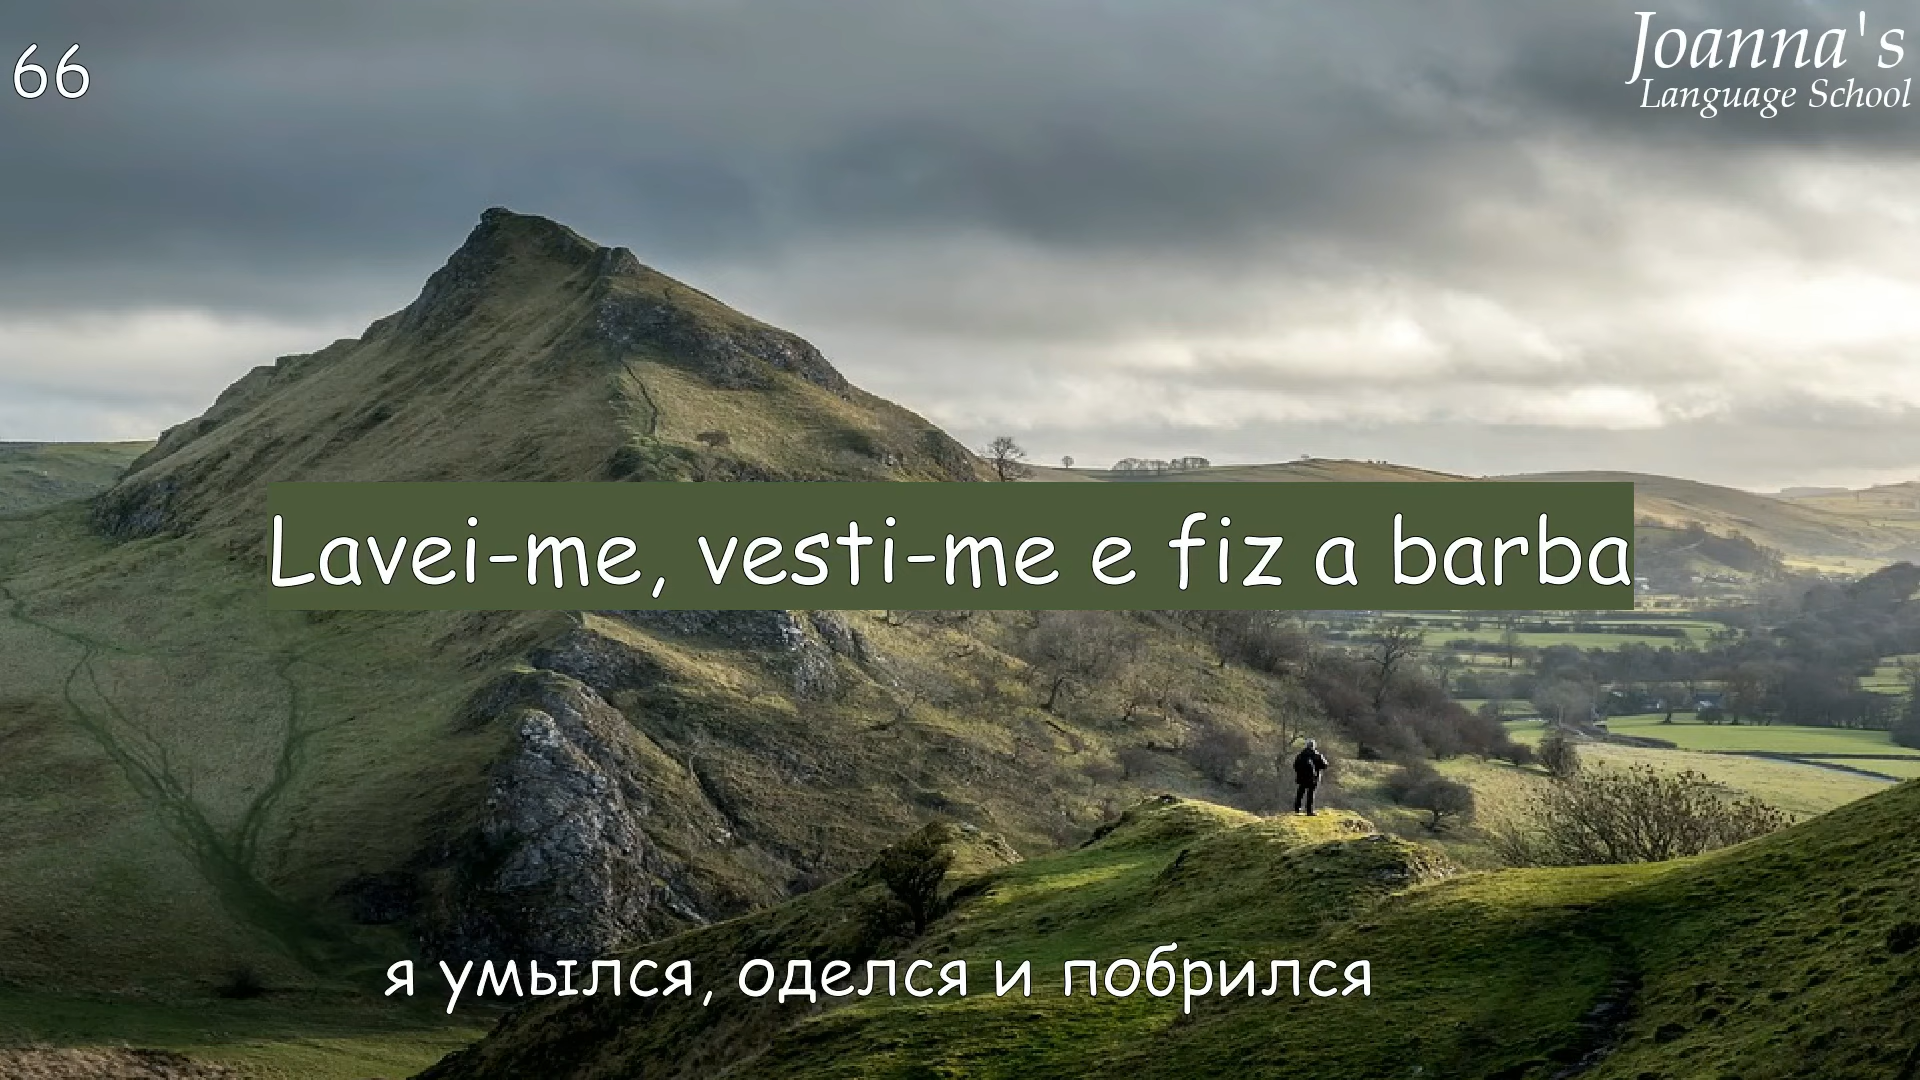 66
Joanna's
Language School
Lavei-me, vesti-me e fiz a barba
я умылся, оделся и побрился